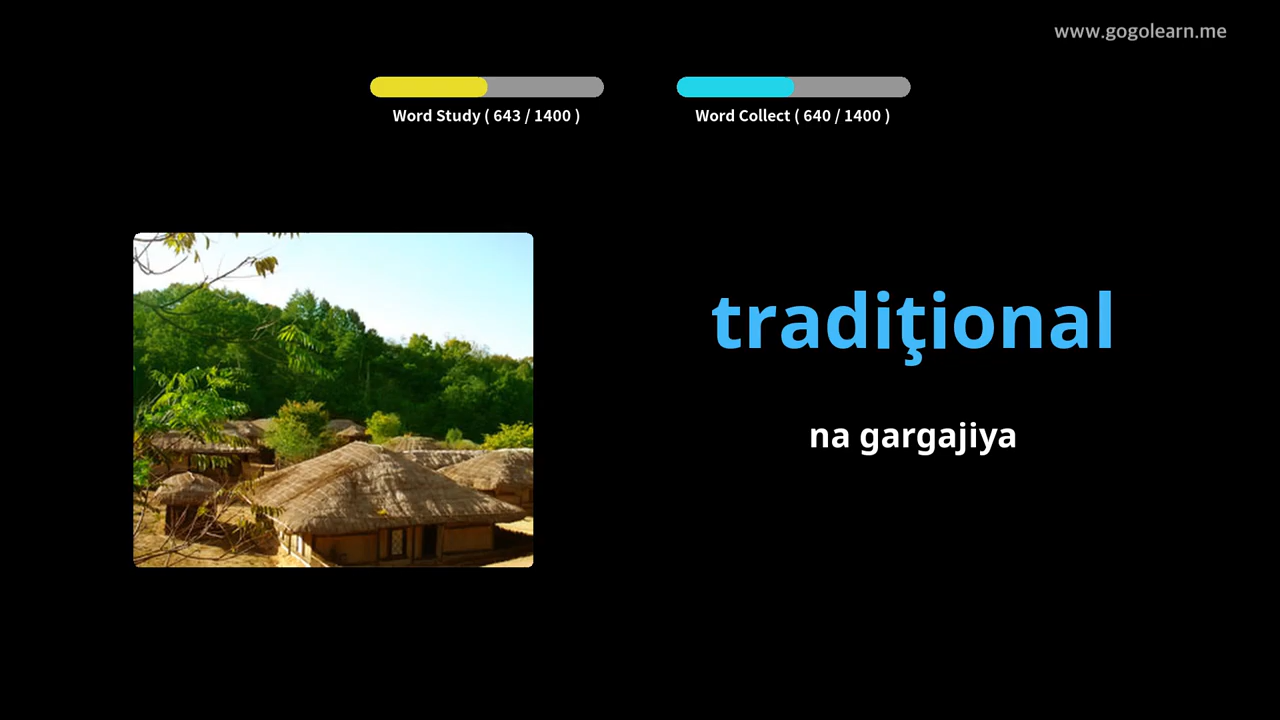 www.gogolearn.me
Word Study ( 643 / 1400 )
Word Collect ( 640 / 1400 )
tradiţional
na gargajiya